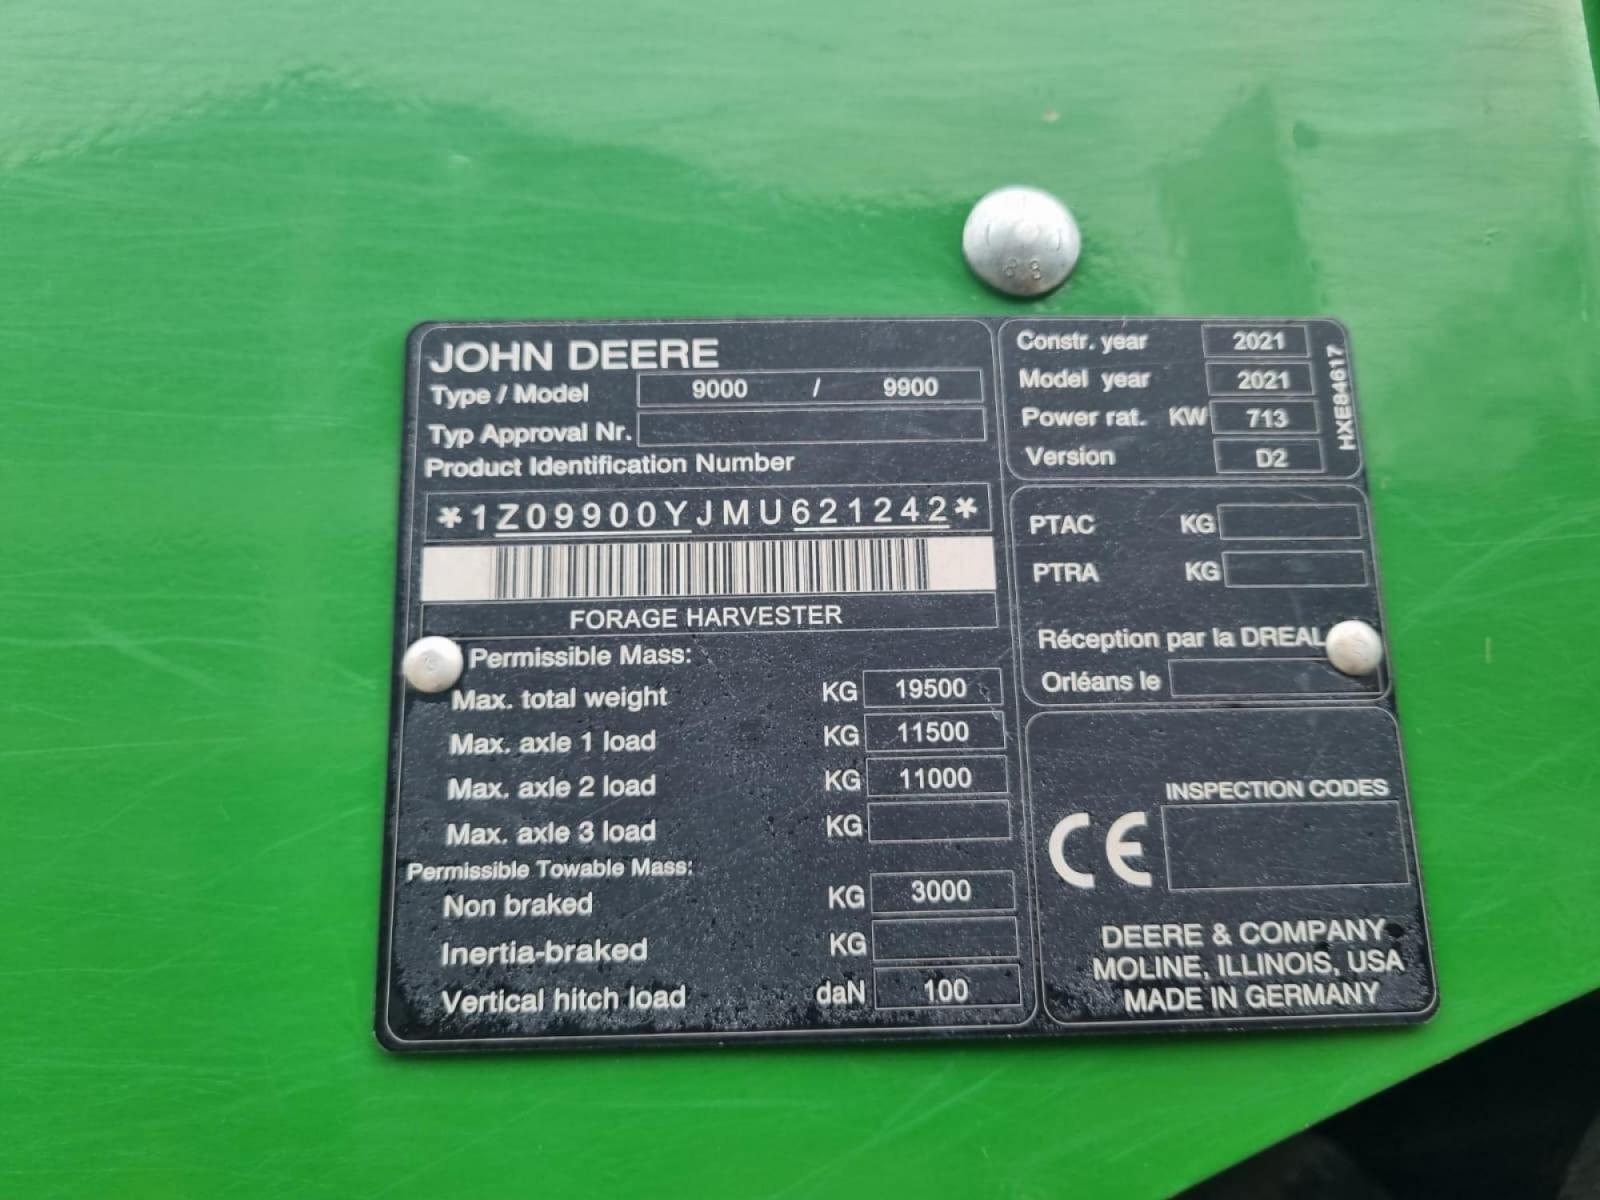 JOHN DEERE
Type / Model 9000 / 9900
Typ Approval Nr.
Product Identification Number
*1Z09900YJMU621242*
FORAGE HARVESTER
Permissible Mass:
Max. total weight KG 19500
Max. axle 1 load KG 11500
Max. axle 2 load KG 11000
Max. axle 3 load KG
Permissible Towable Mass:
Non braked KG 3000
Inertia-braked KG
Vertical hitch load daN 100
Constr. year 2021
Model year 2021
Power rat. KW 713
Version D2
HXE84617
PTAC KG
PTRA KG
Réception par la DREAL
Orléans le
INSPECTION CODES
CE
DEERE & COMPANY
MOLINE, ILLINOIS, USA
MADE IN GERMANY